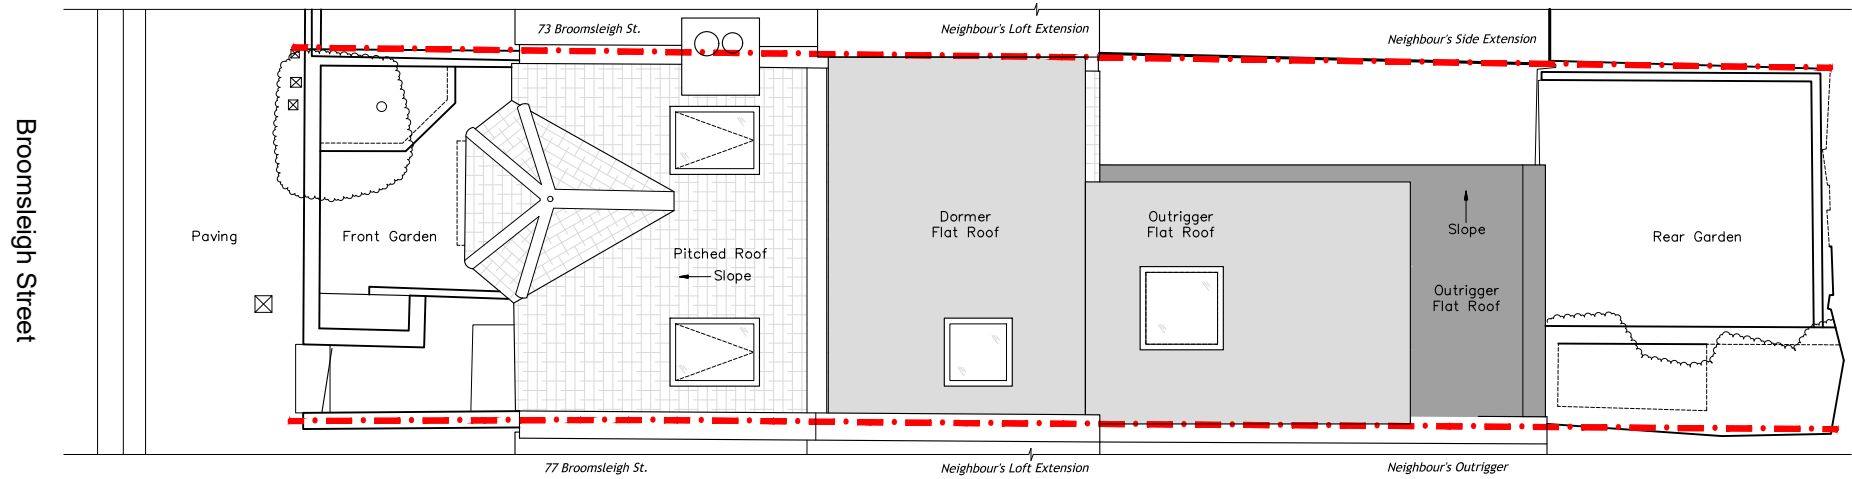 73 Broomsleigh St.
Neighbour's Loft Extension
Neighbour's Side Extension
Broomsleigh Street
Paving
Front Garden
Pitched Roof
Slope
Dormer
Flat Roof
Outrigger
Flat Roof
Slope
Outrigger
Flat Roof
Rear Garden
77 Broomsleigh St.
Neighbour's Loft Extension
Neighbour's Outrigger